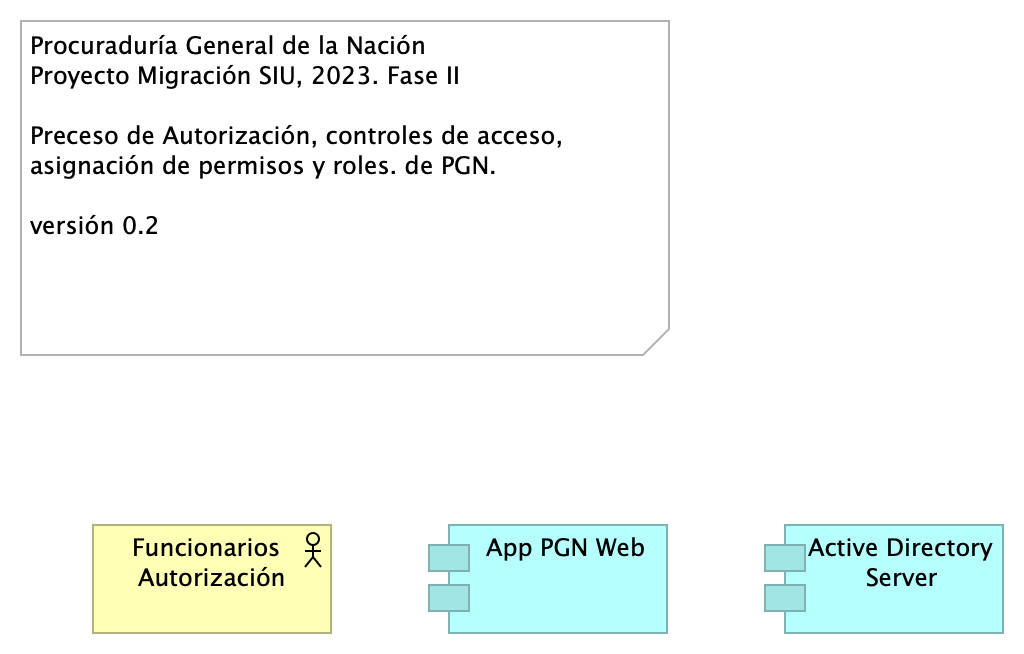 Procuraduría General de la Nación
Proyecto Migración SIU, 2023. Fase II
Preceso de Autorización, controles de acceso,
asignación de permisos y roles. de PGN.
versión 0.2
Funcionarios
Autorización
App PGN Web
Active Directory
Server